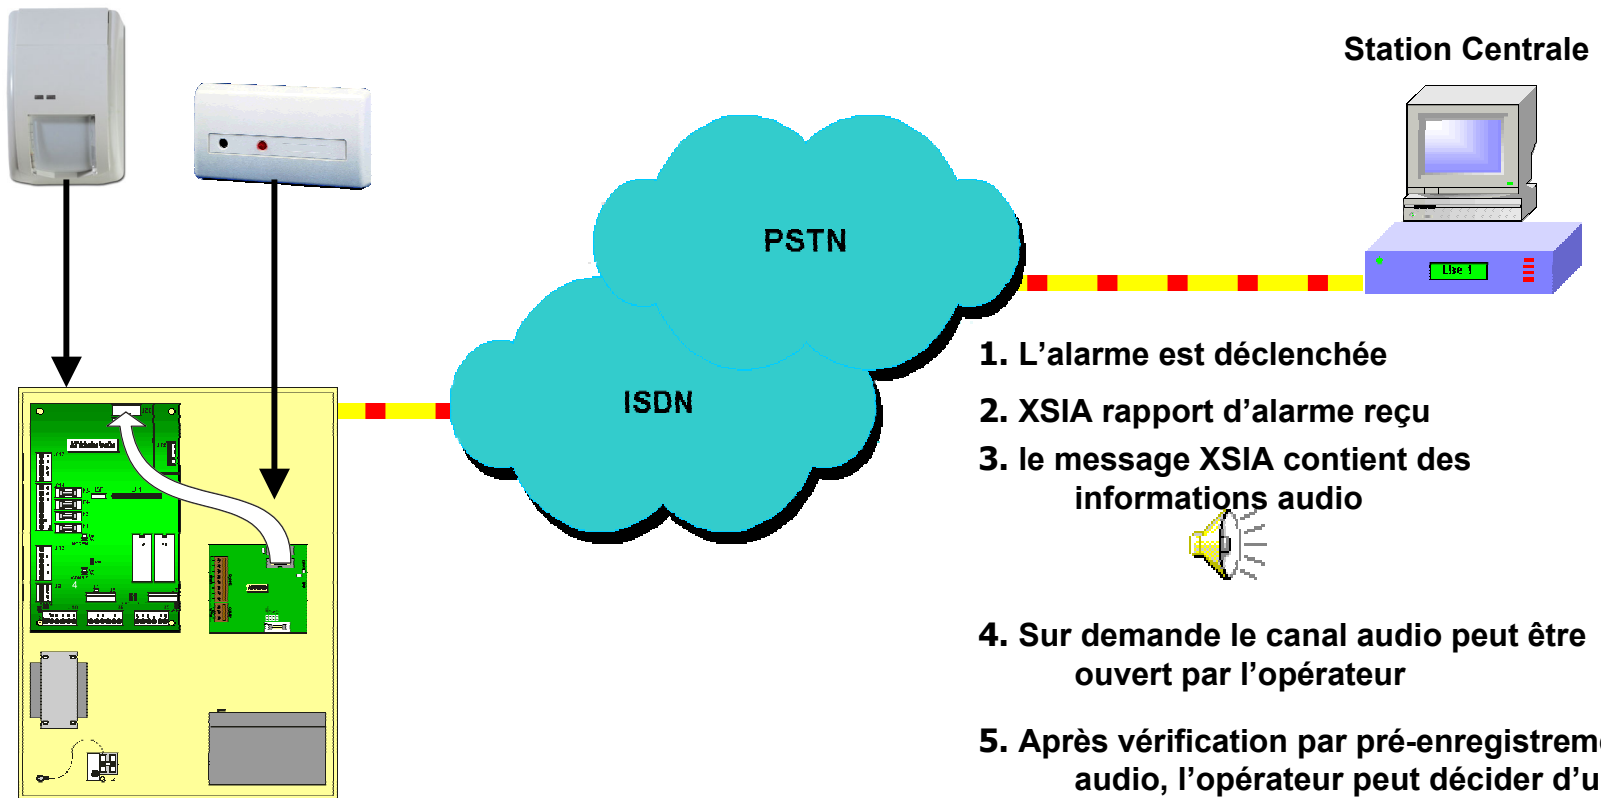 Station Centrale
PSTN
Line 1
ISDN
1. L’alarme est déclenchée
2. XSIA rapport d’alarme reçu
3. le message XSIA contient des
informations audio
4. Sur demande le canal audio peut être
ouvert par l’opérateur
5. Après vérification par pré-enregistreme
audio, l’opérateur peut décider d’u